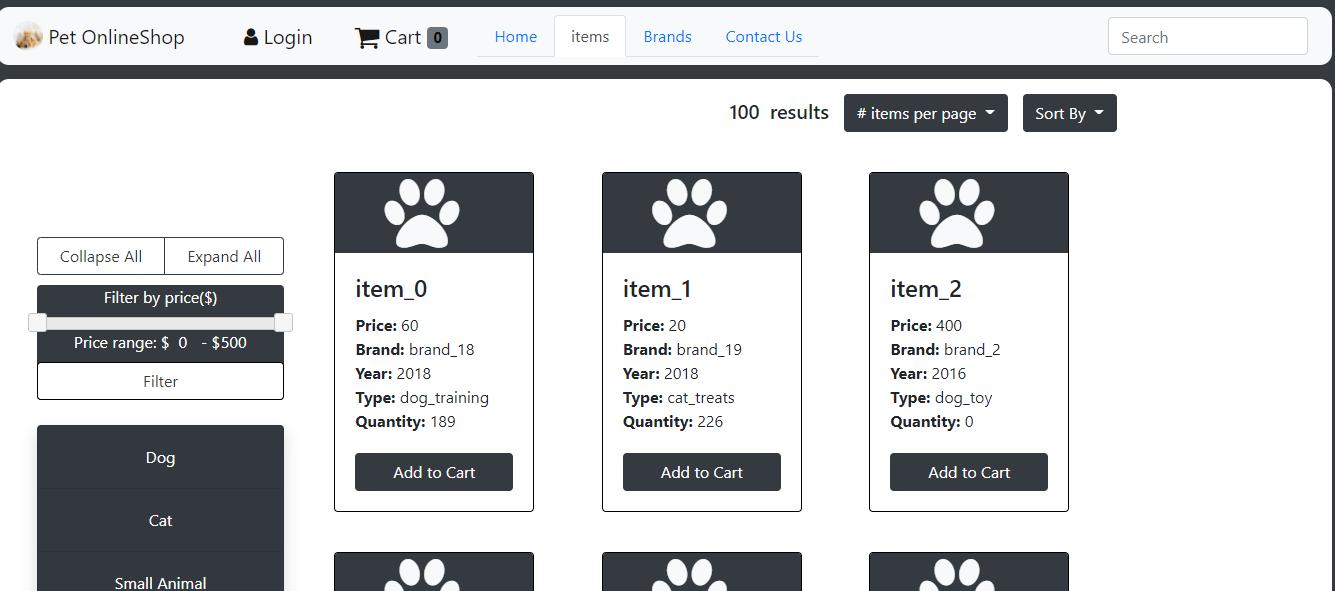 Pet OnlineShop Login Cart 0 Home items Brands Contact Us Search
100 results # items per page Sort By
Collapse All Expand All
Filter by price($)
Price range: $ 0 - $500
Filter
Dog
Cat
Small Animal
item_0
Price: 60
Brand: brand_18
Year: 2018
Type: dog_training
Quantity: 189
Add to Cart
item_1
Price: 20
Brand: brand_19
Year: 2018
Type: cat_treats
Quantity: 226
Add to Cart
item_2
Price: 400
Brand: brand_2
Year: 2016
Type: dog_toy
Quantity: 0
Add to Cart